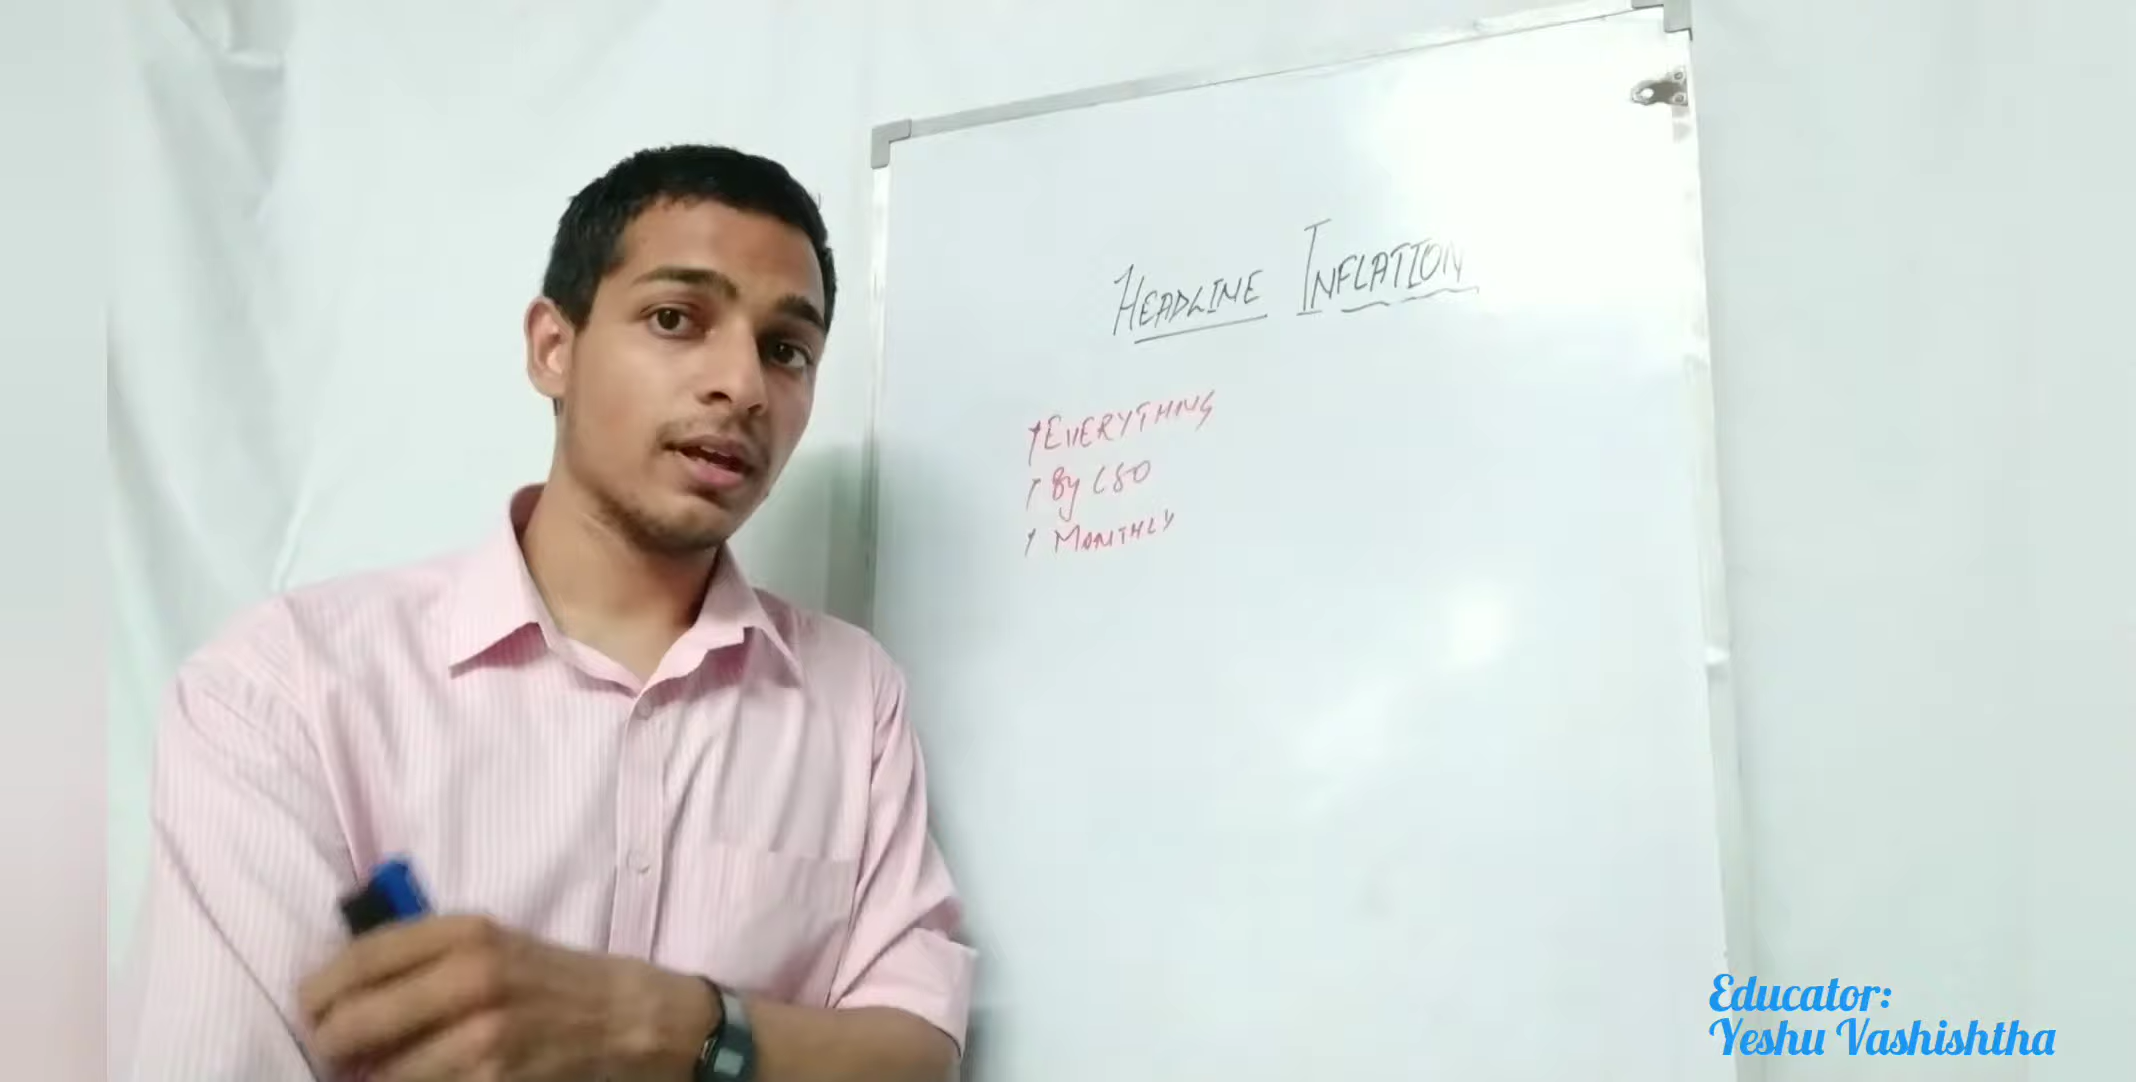 HEADLINE INFLATION
EVERYTHING
By CSO
MONTHLY
Educator:
Yeshu Vashishtha